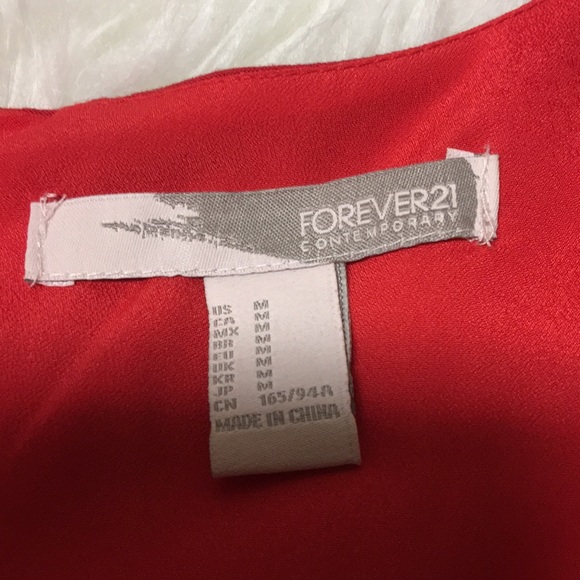 FOREVER21
CONTEMPORARY
US M
CA M
MX M
BR M
EU M
UK M
KR M
JP M
CN 165/94A
MADE IN CHINA